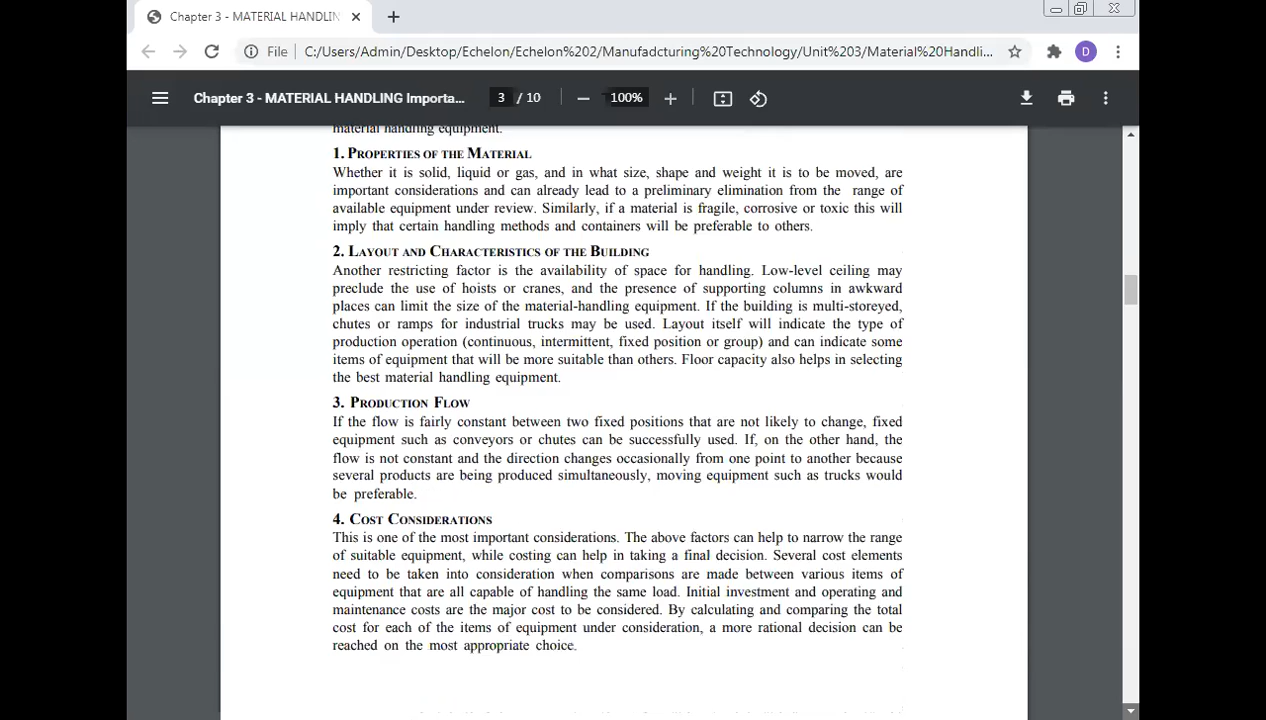 Chapter 3 - MATERIAL HANDLIN
File C:/Users/Admin/Desktop/Echelon/Echelon%202/Manufadcturing%20Technology/Unit%203/Material%20Handli...
D
Chapter 3 - MATERIAL HANDLING Importa...
3 / 10
100%
material handling equipment.
1. PROPERTIES OF THE MATERIAL
Whether it is solid, liquid or gas, and in what size, shape and weight it is to be moved, are
important considerations and can already lead to a preliminary elimination from the range of
available equipment under review. Similarly, if a material is fragile, corrosive or toxic this will
imply that certain handling methods and containers will be preferable to others.
2. LAYOUT AND CHARACTERISTICS OF THE BUILDING
Another restricting factor is the availability of space for handling. Low-level ceiling may
preclude the use of hoists or cranes, and the presence of supporting columns in awkward
places can limit the size of the material-handling equipment. If the building is multi-storeyed,
chutes or ramps for industrial trucks may be used. Layout itself will indicate the type of
production operation (continuous, intermittent, fixed position or group) and can indicate some
items of equipment that will be more suitable than others. Floor capacity also helps in selecting
the best material handling equipment.
3. PRODUCTION FLOW
If the flow is fairly constant between two fixed positions that are not likely to change, fixed
equipment such as conveyors or chutes can be successfully used. If, on the other hand, the
flow is not constant and the direction changes occasionally from one point to another because
several products are being produced simultaneously, moving equipment such as trucks would
be preferable.
4. COST CONSIDERATIONS
This is one of the most important considerations. The above factors can help to narrow the range
of suitable equipment, while costing can help in taking a final decision. Several cost elements
need to be taken into consideration when comparisons are made between various items of
equipment that are all capable of handling the same load. Initial investment and operating and
maintenance costs are the major cost to be considered. By calculating and comparing the total
cost for each of the items of equipment under consideration, a more rational decision can be
reached on the most appropriate choice.